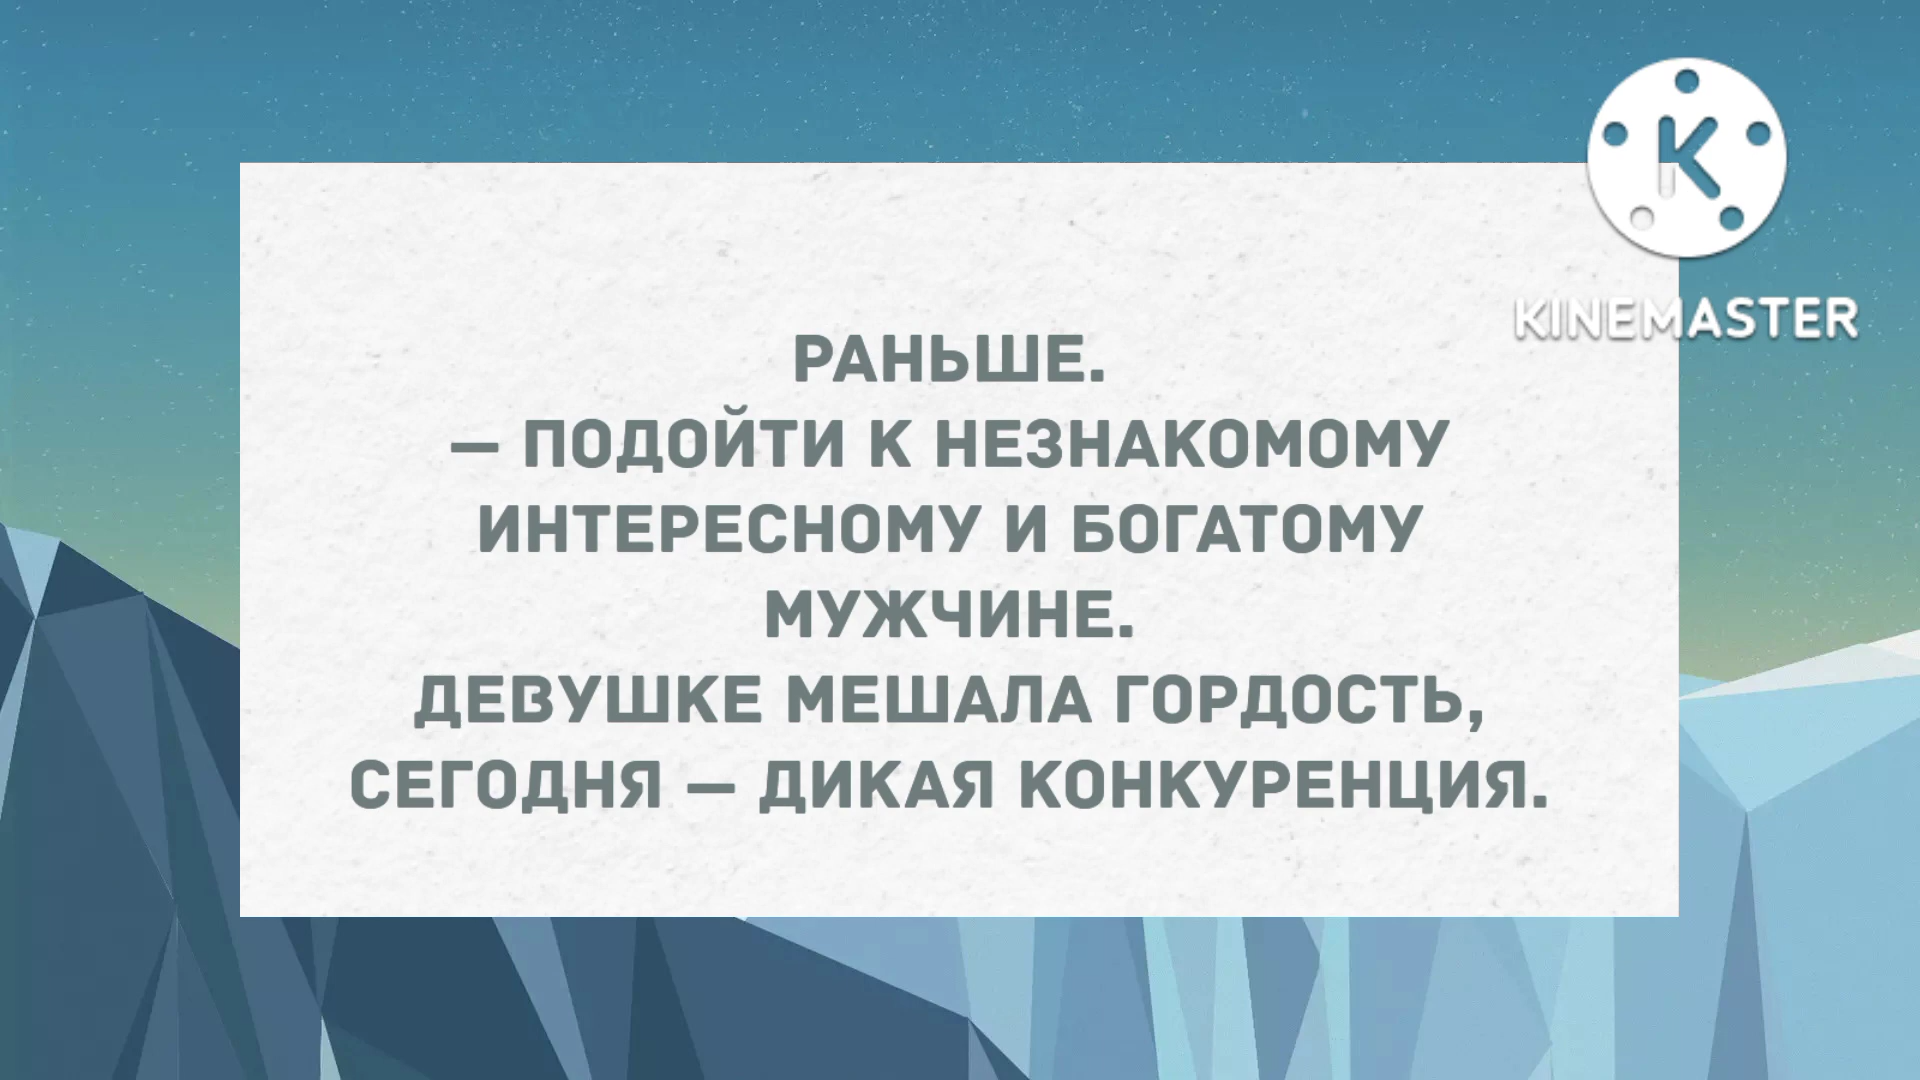 KINEMASTER
РАНЬШЕ.
— ПОДОЙТИ К НЕЗНАКОМОМУ
ИНТЕРЕСНОМУ И БОГАТОМУ
МУЖЧИНЕ.
ДЕВУШКЕ МЕШАЛА ГОРДОСТЬ,
СЕГОДНЯ — ДИКАЯ КОНКУРЕНЦИЯ.